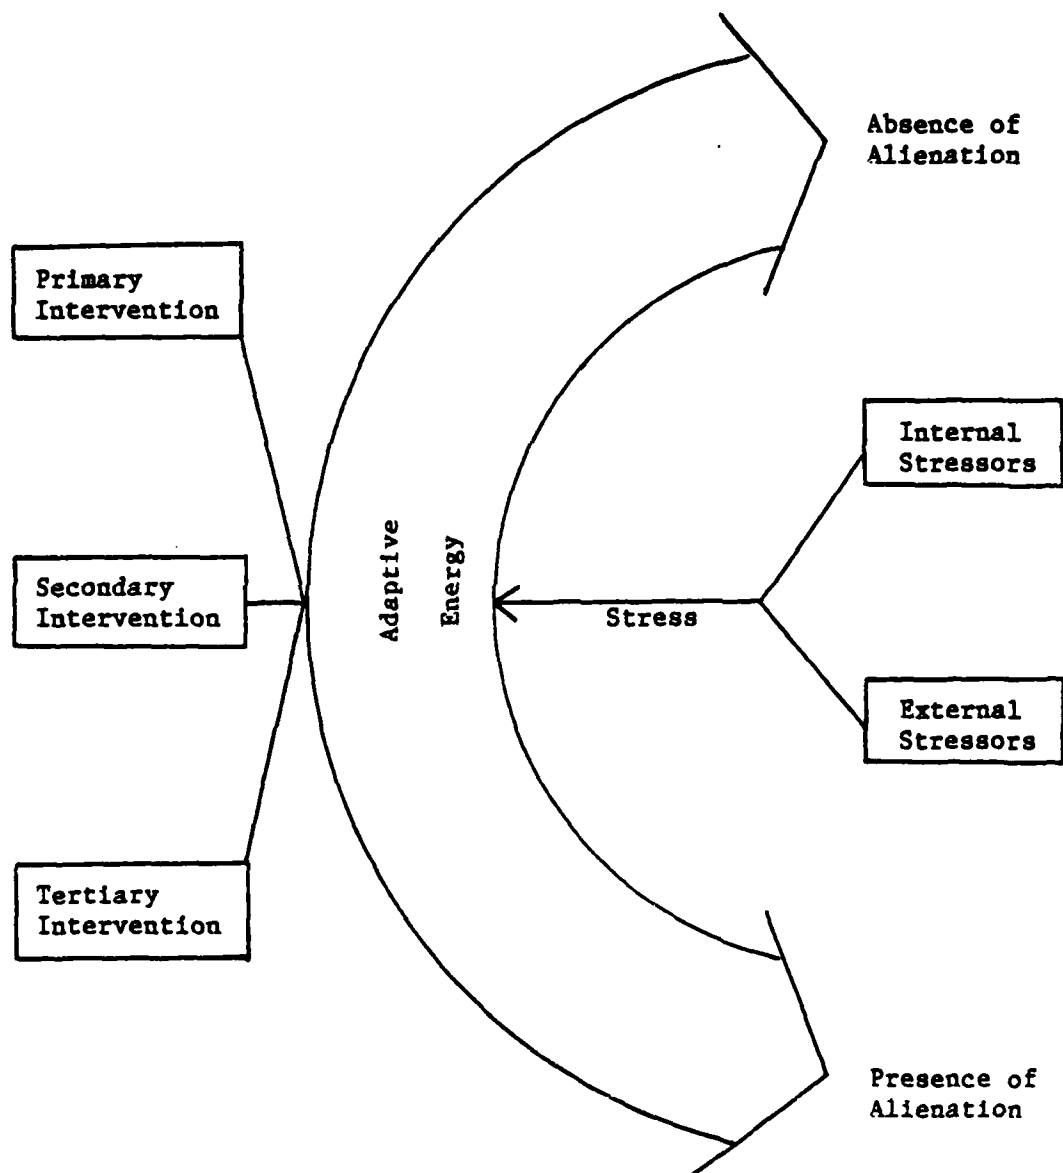 Absence of
Alienation
Primary
Intervention
Internal
Stressors
Adaptive
Energy
Secondary
Intervention
Stress
External
Stressors
Tertiary
Intervention
Presence of
Alienation